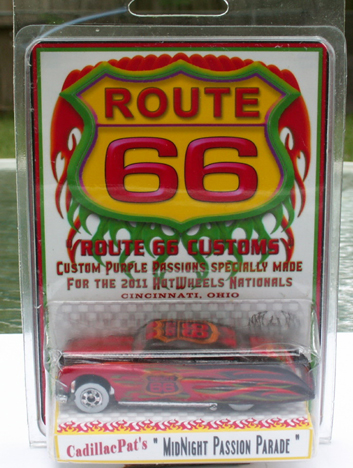 ROUTE
66
ROUTE 66 CUSTOMS
CUSTOM PURPLE PASSIONS SPECIALLY MADE
FOR THE 2011 HOTWHEELS NATIONALS
CINCINNATI, OHIO
CadillacPat's " MIDNIGHT PASSION PARADE "